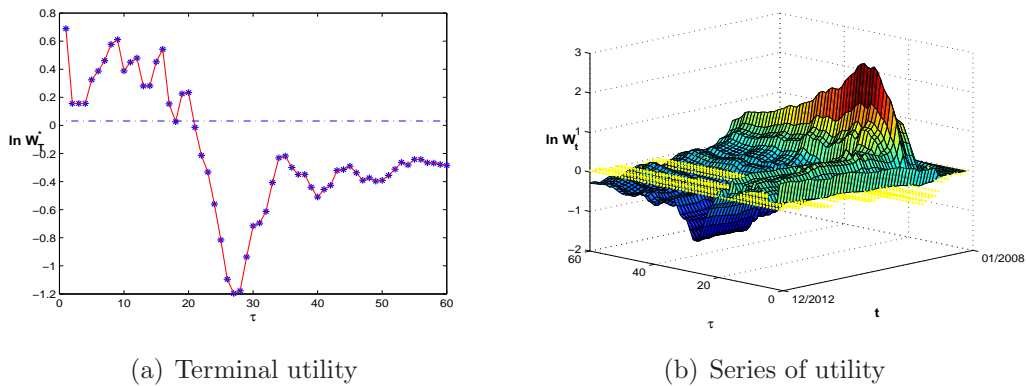 0.8
0.6
0.4
0.2
0
−0.2
−0.4
−0.6
−0.8
−1
−1.2
ln W*T
0 10 20 30 40 50 60
τ
3
2
1
0
−1
−2
ln W*t
60 40 20 0
τ
12/2012
01/2008
t
(a) Terminal utility
(b) Series of utility